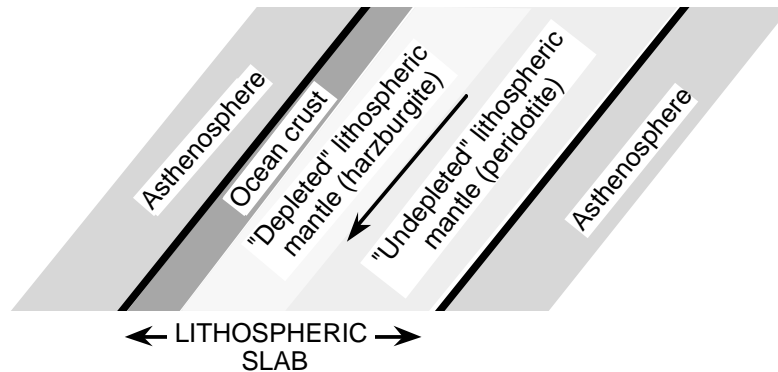 Asthenosphere
Ocean crust
"Depleted" lithospheric
mantle (harzburgite)
"Undepleted" lithospheric
mantle (peridotite)
Asthenosphere
LITHOSPHERIC
SLAB